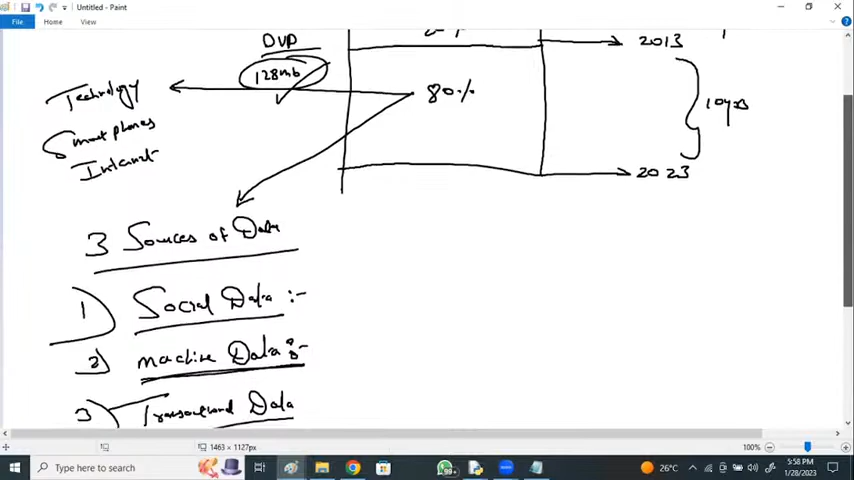 Untitled - Paint
File Home View
DVD
128mb
2013
Technology
80%
10yrs
Smart phones
Internet
2023
3 Sources of Data
1) Social Data :-
2) machine Data :-
3) Transactional Data
1463 × 1127px
100%
Type here to search
99+
26°C
5:58 PM
1/28/2023